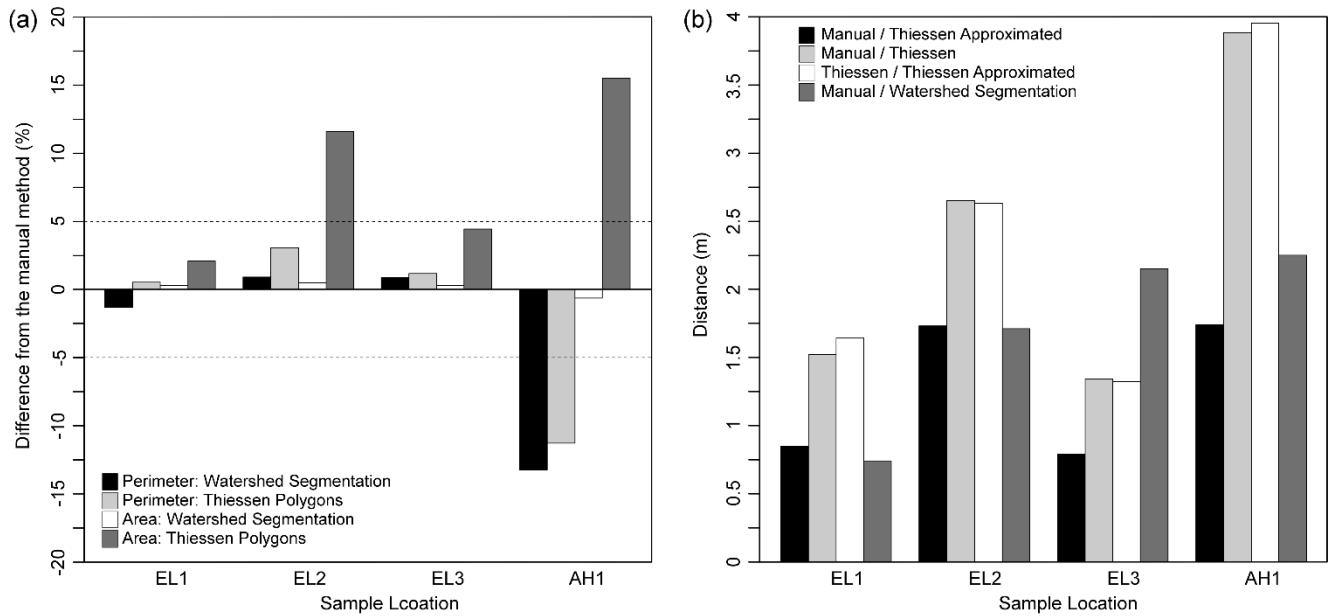 (a)
Difference from the manual method (%)
20
15
10
5
0
-5
-10
-15
-20
Perimeter: Watershed Segmentation
Perimeter: Thiessen Polygons
Area: Watershed Segmentation
Area: Thiessen Polygons
EL1 EL2 EL3 AH1
Sample Lcoation
(b)
Distance (m)
4
3.5
3
2.5
2
1.5
1
0.5
0
Manual / Thiessen Approximated
Manual / Thiessen
Thiessen / Thiessen Approximated
Manual / Watershed Segmentation
EL1 EL2 EL3 AH1
Sample Location